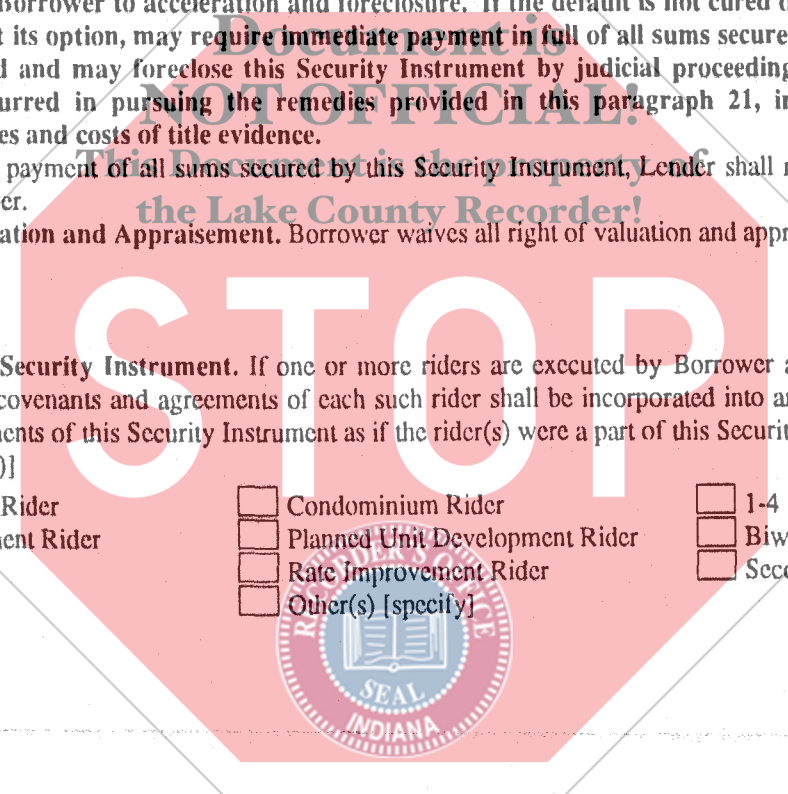 Borrower to acceleration and foreclosure. If the default is not cured
t its option, may require immediate payment in full of all sums secure
d and may foreclose this Security Instrument by judicial proceeding
urred in pursuing the remedies provided in this paragraph 21, i
es and costs of title evidence.
payment of all sums secured by this Security Instrument, Lender shall
er.
ation and Appraisement. Borrower waives all right of valuation and appr
Document is
NOT OFFICIAL!
This Document is the property of
the Lake County Recorder!
STOP
Security Instrument. If one or more riders are executed by Borrower a
covenants and agreements of each such rider shall be incorporated into a
ents of this Security Instrument as if the rider(s) were a part of this Securit
)]
Rider
ent Rider
Condominium Rider
Planned Unit Development Rider
Rate Improvement Rider
Other(s) [specify]
1-4
Biw
Seco
RECORDER'S OFFICE
SEAL
INDIANA